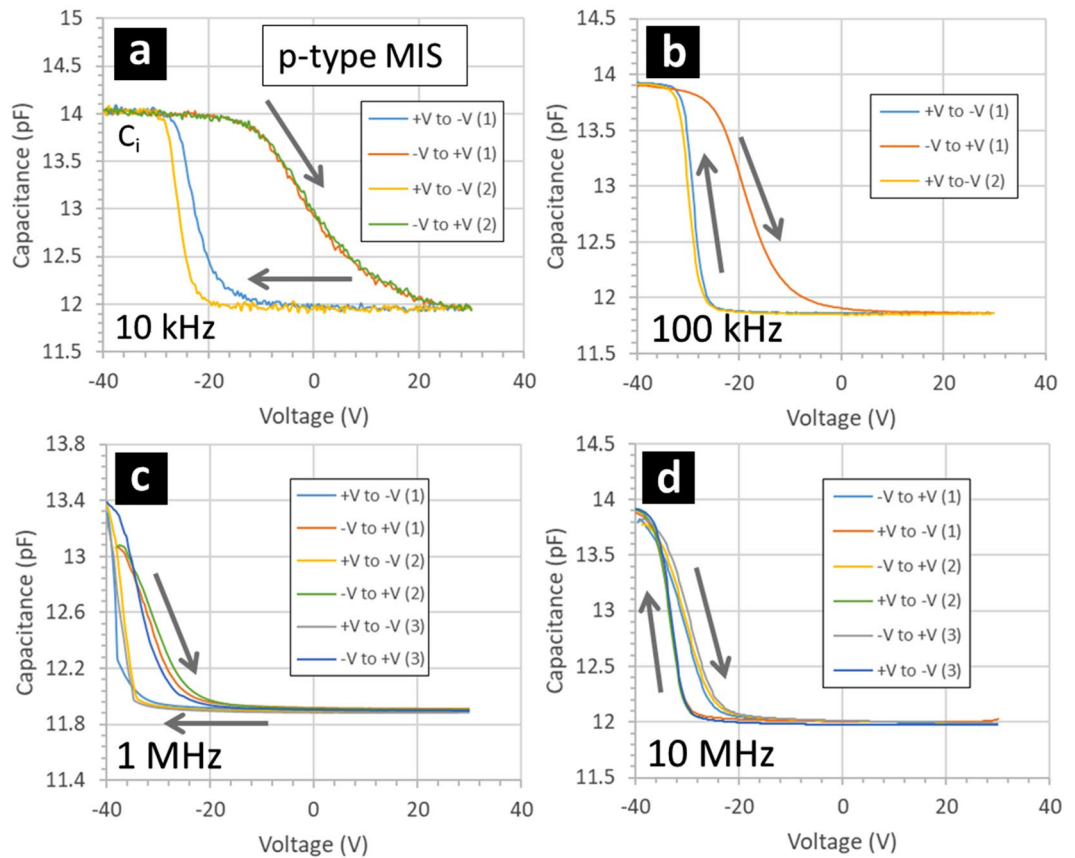 a
p-type MIS
Capacitance (pF)
15
14.5
14
13.5
13
12.5
12
11.5
C_i
+V to -V (1)
-V to +V (1)
+V to -V (2)
-V to +V (2)
10 kHz
-40 -20 0 20 40
Voltage (V)
b
Capacitance (pF)
14.5
14
13.5
13
12.5
12
11.5
+V to -V (1)
-V to +V (1)
+V to-V (2)
100 kHz
-40 -20 0 20 40
Voltage (V)
c
Capacitance (pF)
13.8
13.4
13
12.6
12.2
11.8
11.4
+V to -V (1)
-V to +V (1)
+V to -V (2)
-V to +V (2)
+V to -V (3)
-V to +V (3)
1 MHz
-40 -20 0 20 40
Voltage (V)
d
Capacitance (pF)
14.5
14
13.5
13
12.5
12
11.5
-V to +V (1)
+V to -V (1)
-V to +V (2)
+V to -V (2)
-V to +V (3)
+V to -V (3)
10 MHz
-40 -20 0 20 40
Voltage (V)